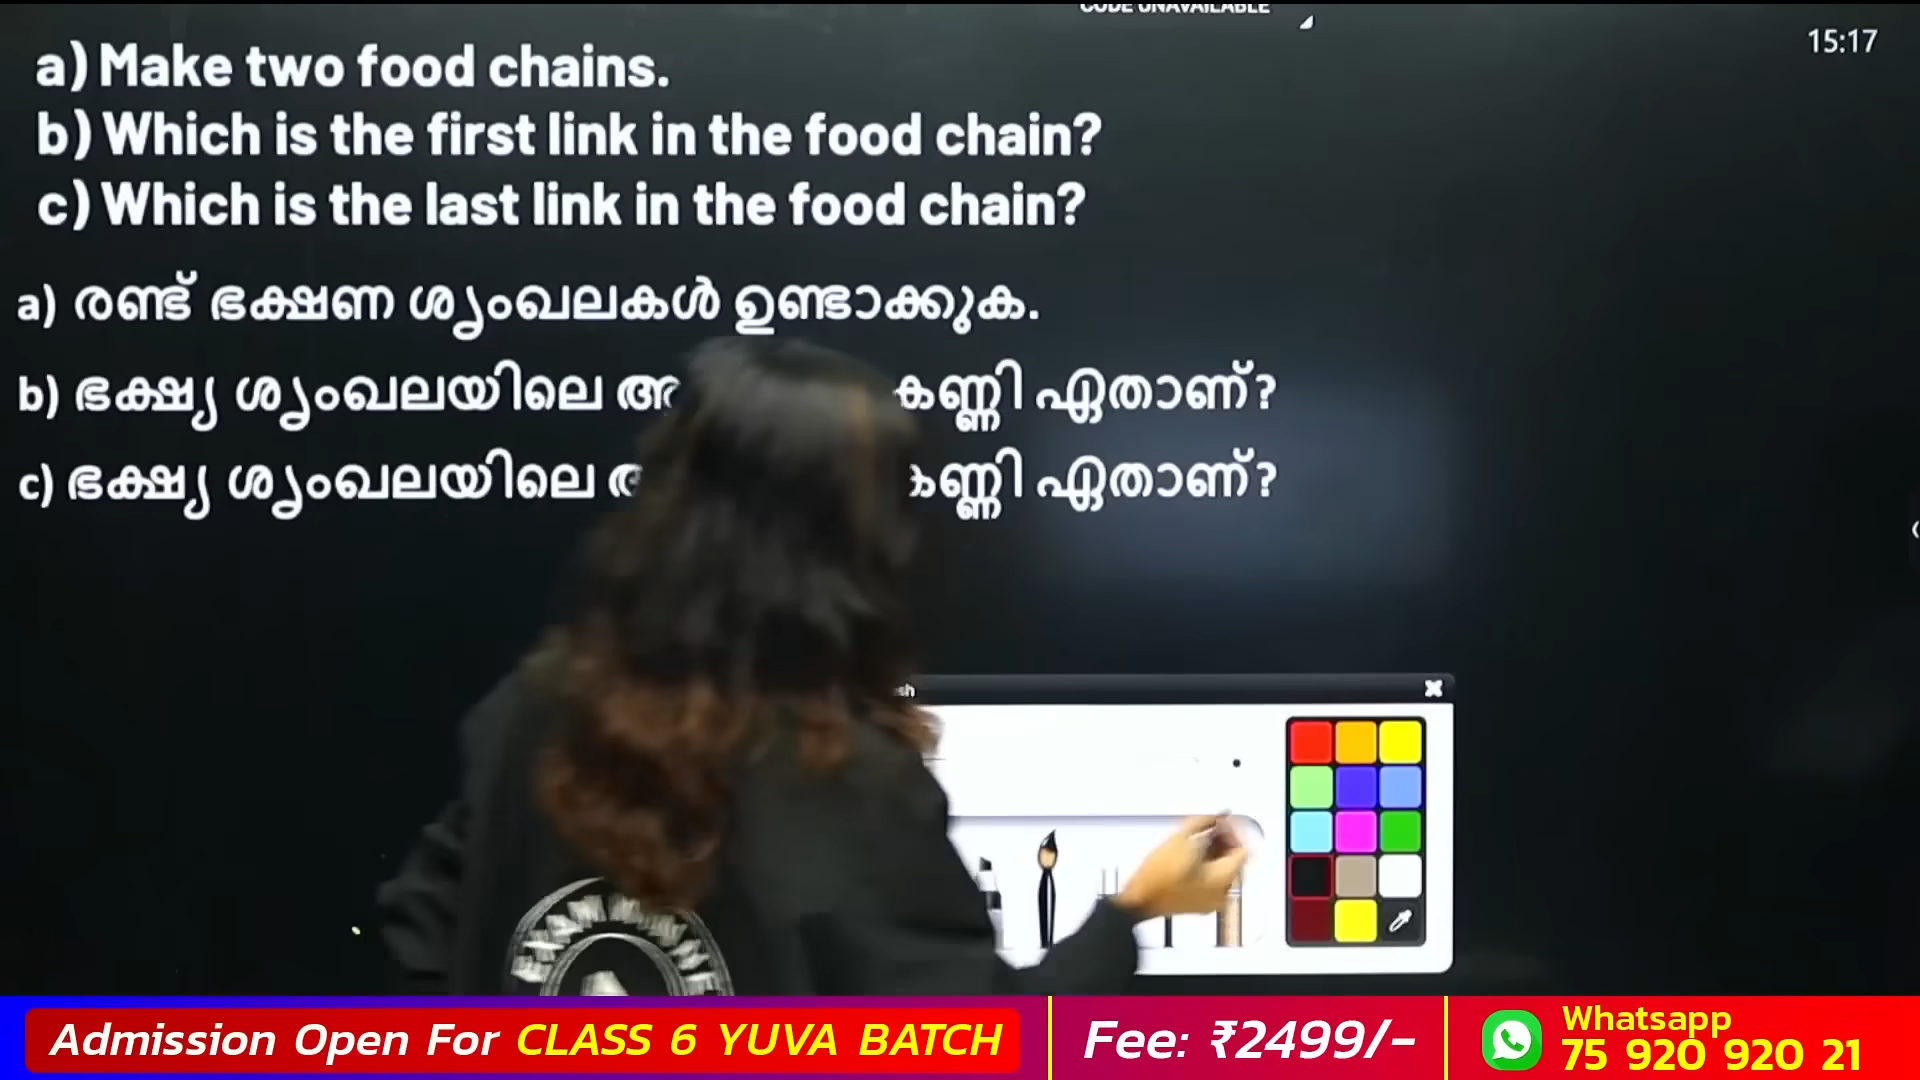 CODE UNAVAILABLE
15:17
a) Make two food chains.
b) Which is the first link in the food chain?
c) Which is the last link in the food chain?
a) രണ്ട് ഭക്ഷണ ശൃംഖലകൾ ഉണ്ടാക്കുക.
b) ഭക്ഷ്യ ശൃംഖലയിലെ കണ്ണി ഏതാണ്?
c) ഭക്ഷ്യ ശൃംഖലയിലെ കണ്ണി ഏതാണ്?
Admission Open For CLASS 6 YUVA BATCH
Fee: ₹2499/-
Whatsapp
75 920 920 21